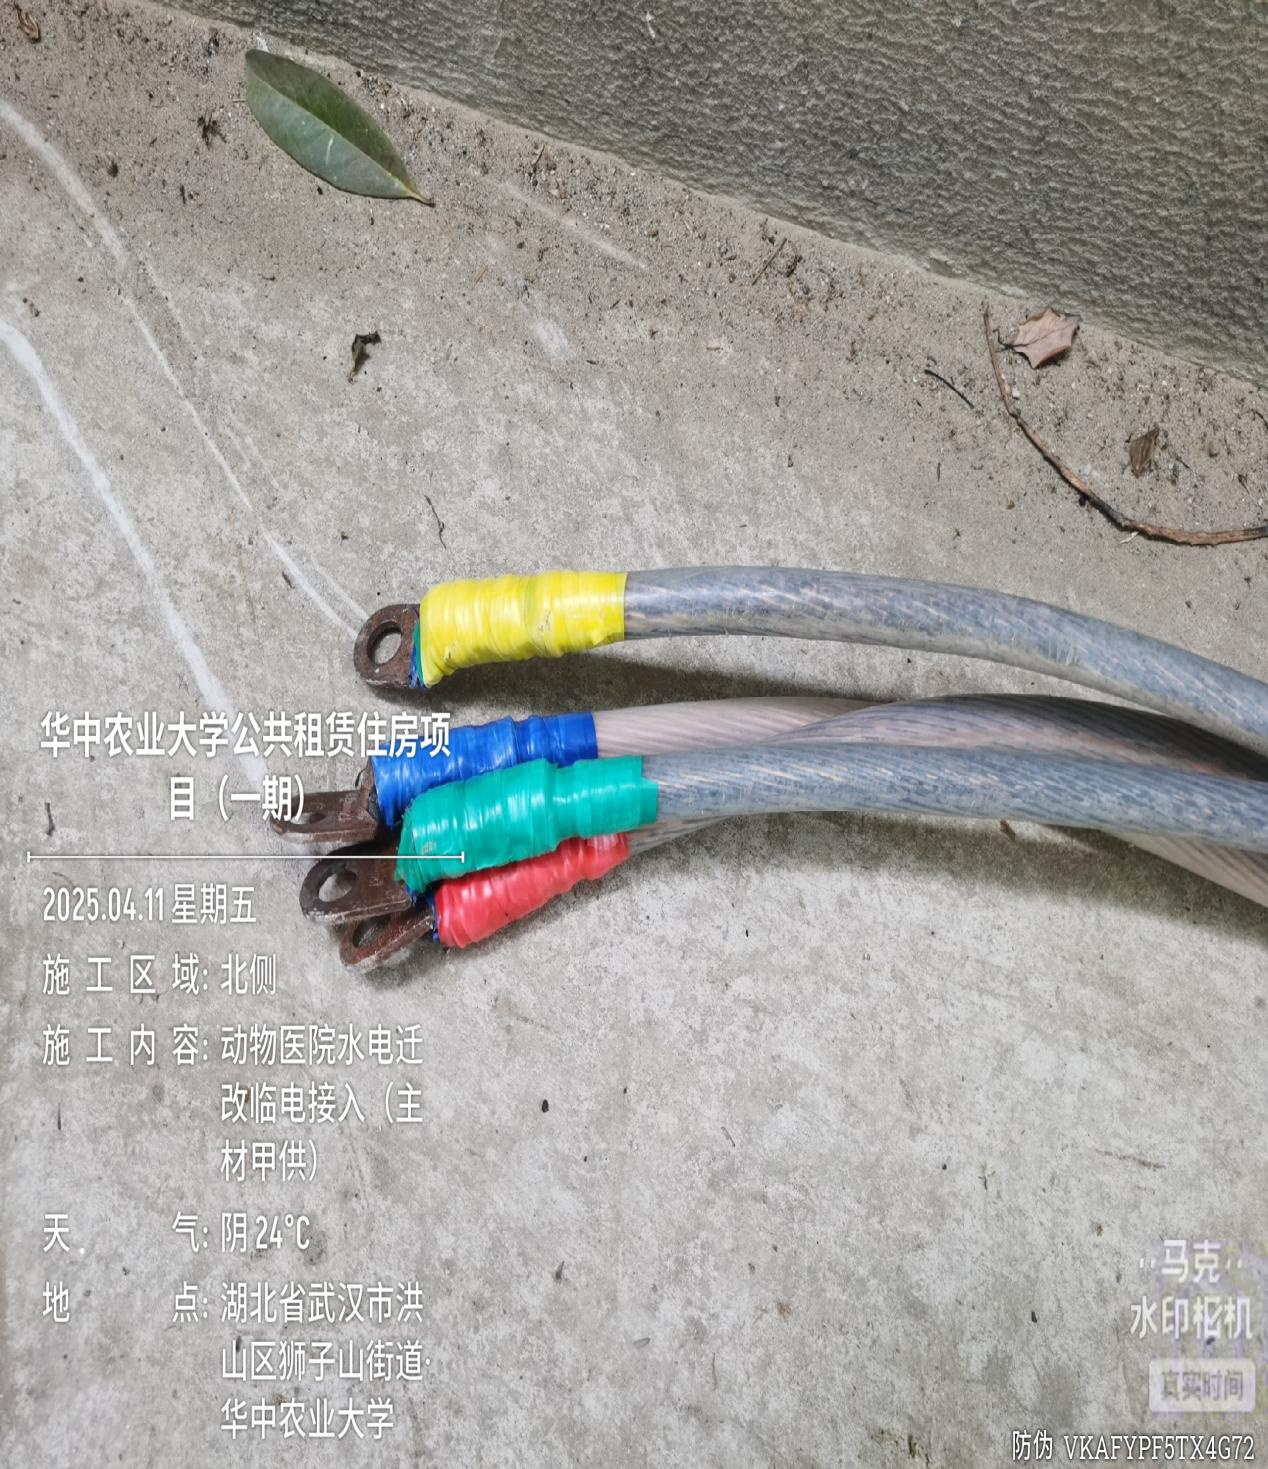 华中农业大学公共租赁住房项
目（一期）
2025.04.11 星期五
施工区域：北侧
施工内容：动物医院水电迁
改临电接入（主
材甲供）
天气：阴 24℃
地点：湖北省武汉市洪
山区狮子山街道·
华中农业大学
马克
水印相机
真实时间
防伪 VKAFYPF5TX4G72